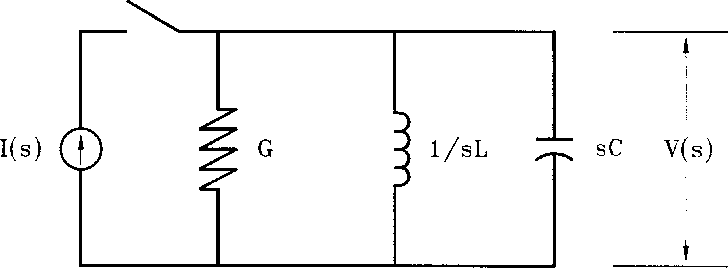 I(s)
G
1/sL
sC
V(s)